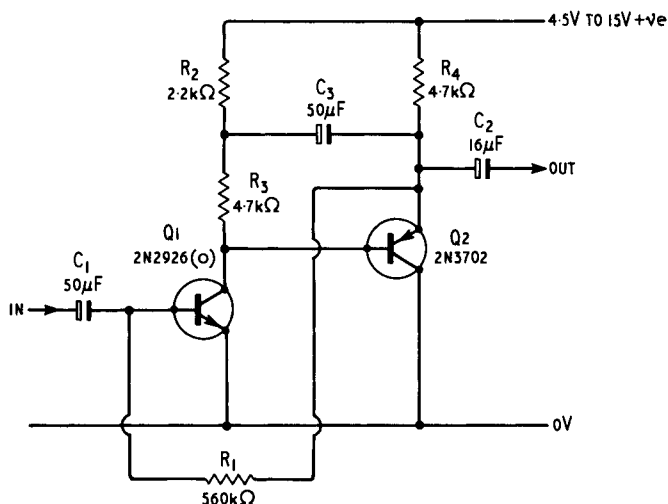 4·5V TO 15V +ve
R2
2·2kΩ
C3
50µF
R4
4·7kΩ
C2
16µF
OUT
R3
4·7kΩ
Q1
2N2926(o)
Q2
2N3702
C1
50µF
IN
0V
R1
560kΩ